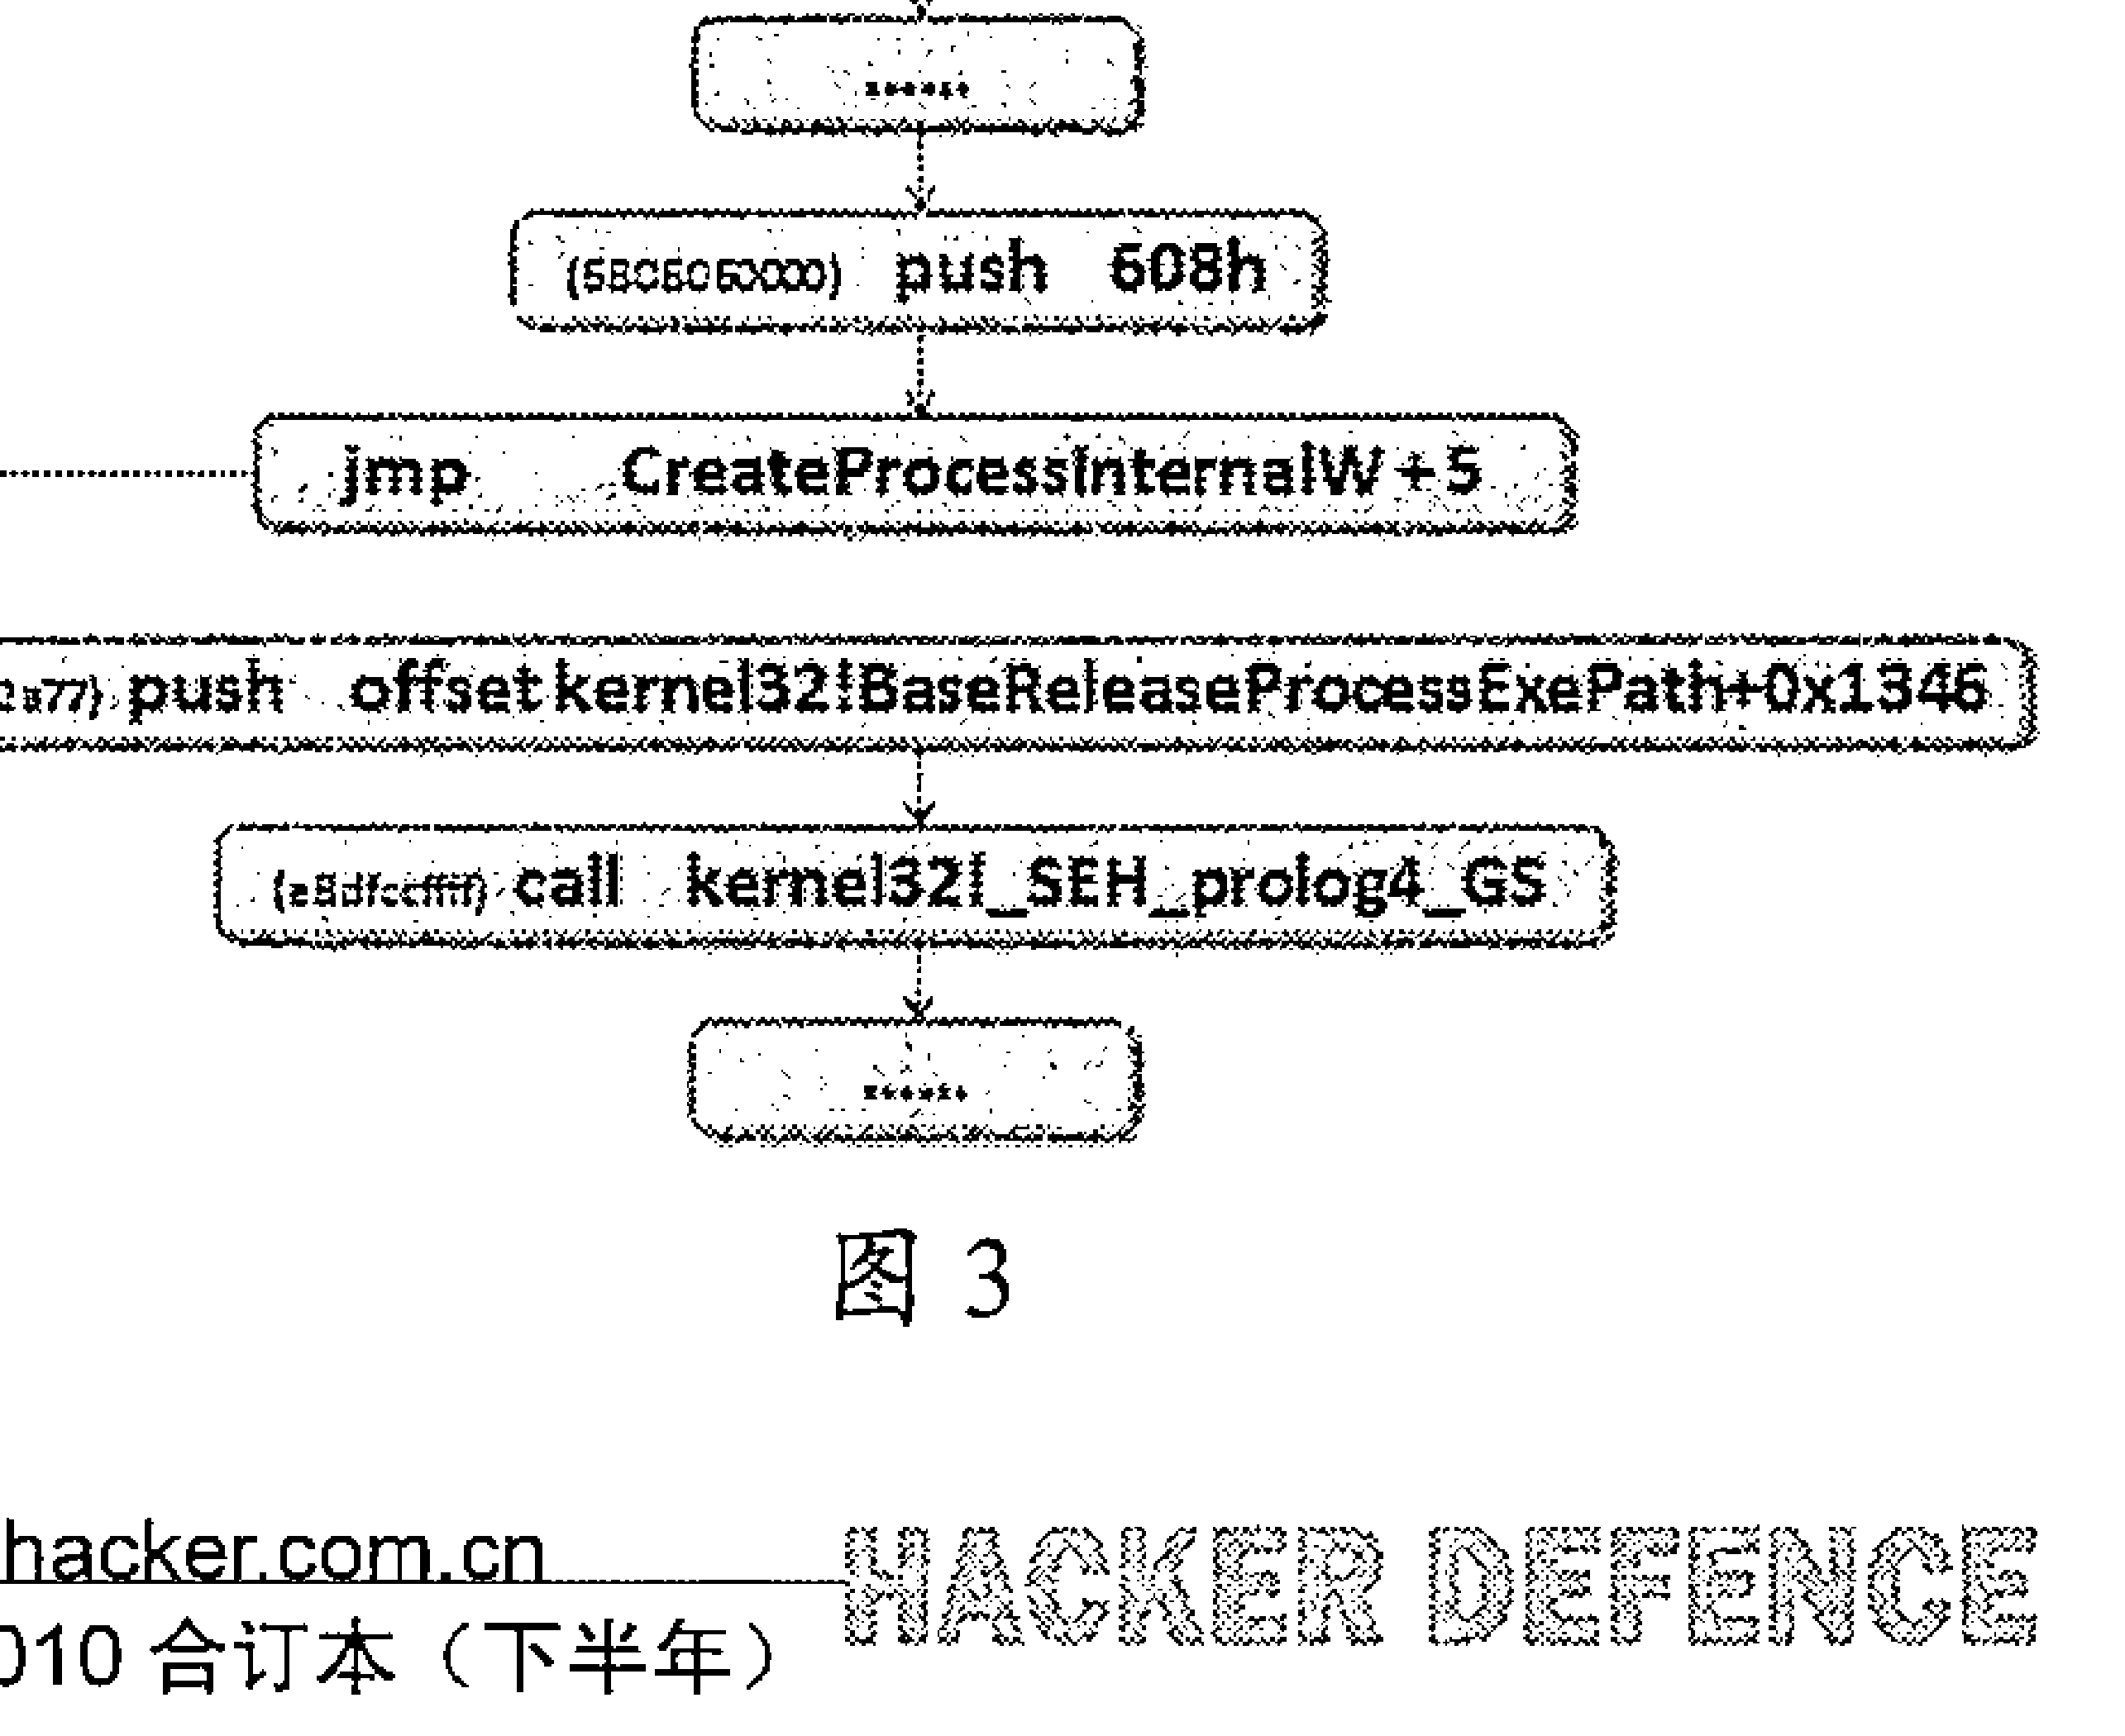 ......
push 608h
jmp CreateProcessInternalW+5
push offset kernel32!BaseReleaseProcessExePath+0x1346
call kernel32!_SEH_prolog4_GS
......
图 3
hacker.com.cn
010 合订本（下半年）
HACKER DEFENCE